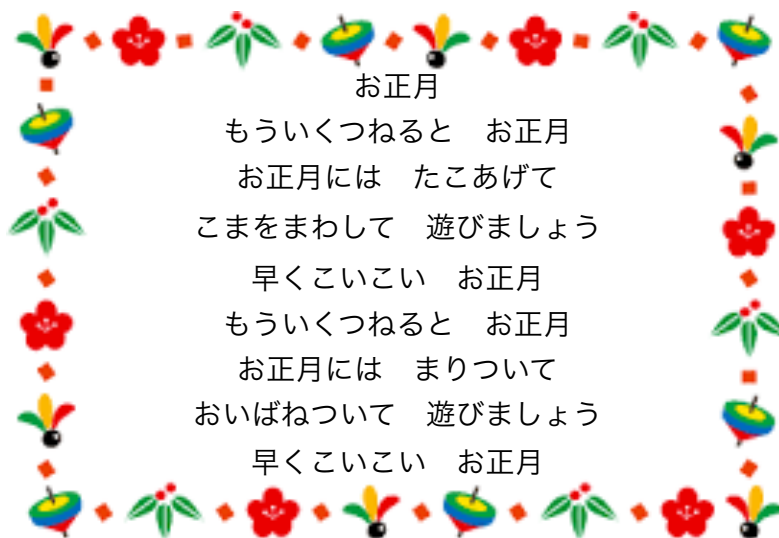 お正月
もういくつねると　お正月
お正月には　たこあげて
こまをまわして　遊びましょう
早くこいこい　お正月
もういくつねると　お正月
お正月には　まりついて
おいばねついて　遊びましょう
早くこいこい　お正月